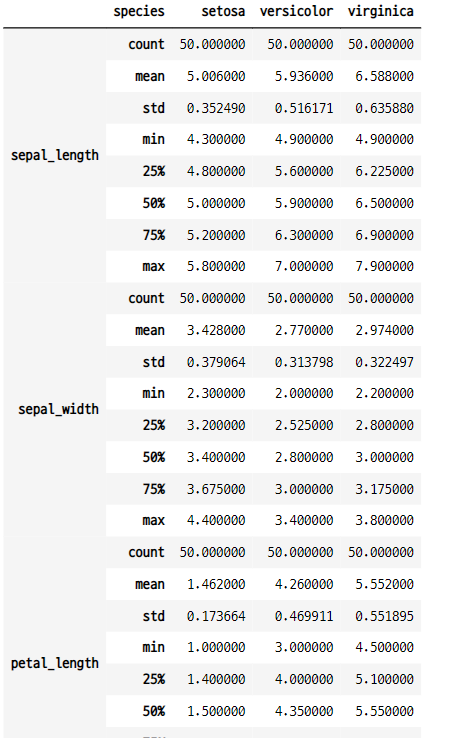 species setosa versicolor virginica
count 50.000000 50.000000 50.000000
mean 5.006000 5.936000 6.588000
std 0.352490 0.516171 0.635880
min 4.300000 4.900000 4.900000
sepal_length
25% 4.800000 5.600000 6.225000
50% 5.000000 5.900000 6.500000
75% 5.200000 6.300000 6.900000
max 5.800000 7.000000 7.900000
count 50.000000 50.000000 50.000000
mean 3.428000 2.770000 2.974000
std 0.379064 0.313798 0.322497
min 2.300000 2.000000 2.200000
sepal_width
25% 3.200000 2.525000 2.800000
50% 3.400000 2.800000 3.000000
75% 3.675000 3.000000 3.175000
max 4.400000 3.400000 3.800000
count 50.000000 50.000000 50.000000
mean 1.462000 4.260000 5.552000
std 0.173664 0.469911 0.551895
min 1.000000 3.000000 4.500000
petal_length
25% 1.400000 4.000000 5.100000
50% 1.500000 4.350000 5.550000